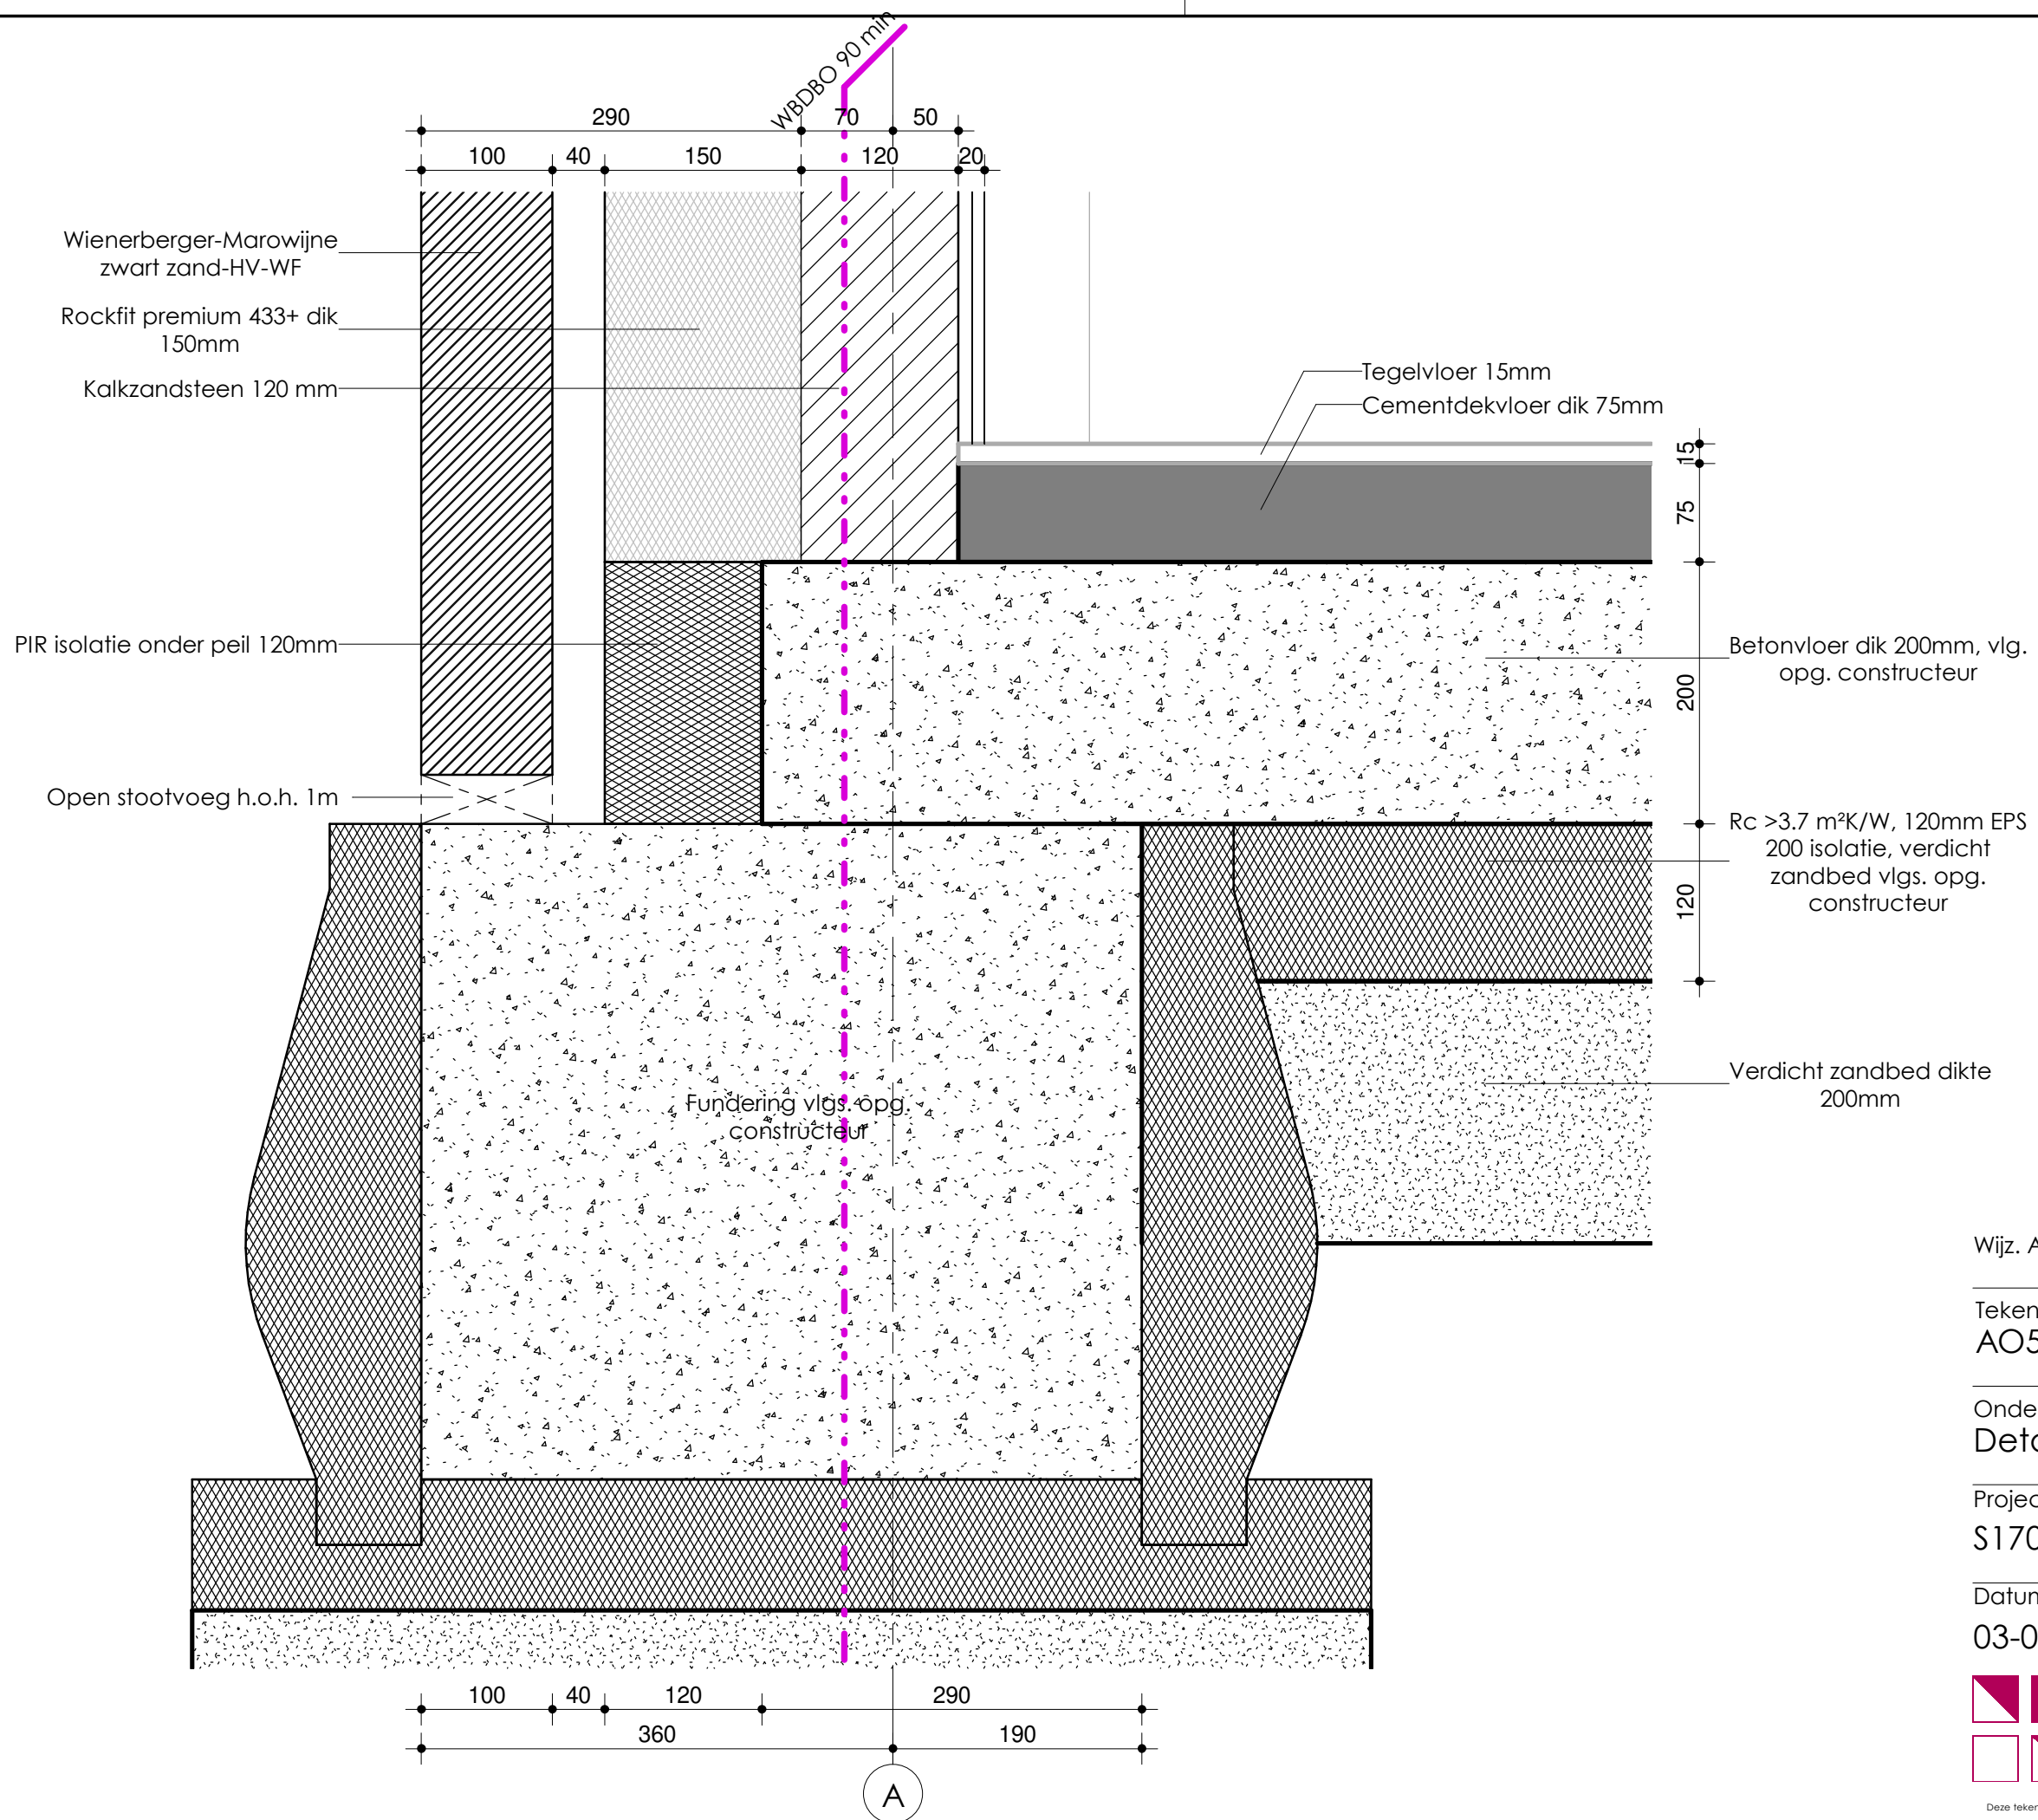 WBDBO 90 min
290
70
50
100
40
150
120
20
Wienerberger-Marowijne
zwart zand-HV-WF
Rockfit premium 433+ dik
150mm
Kalkzandsteen 120 mm
Tegelvloer 15mm
Cementdekvloer dik 75mm
15
75
PIR isolatie onder peil 120mm
Betonvloer dik 200mm, vlg.
opg. constructeur
200
Open stootvoeg h.o.h. 1m
Rc >3.7 m²K/W, 120mm EPS
200 isolatie, verdicht
zandbed vlgs. opg.
constructeur
120
Verdicht zandbed dikte
200mm
Fundering vlgs. opg.
constructeur
Wijz. A
Teken
AO5
Onde
Deta
Projec
S170
Datum
03-0
100
40
120
290
360
190
A
Deze teken